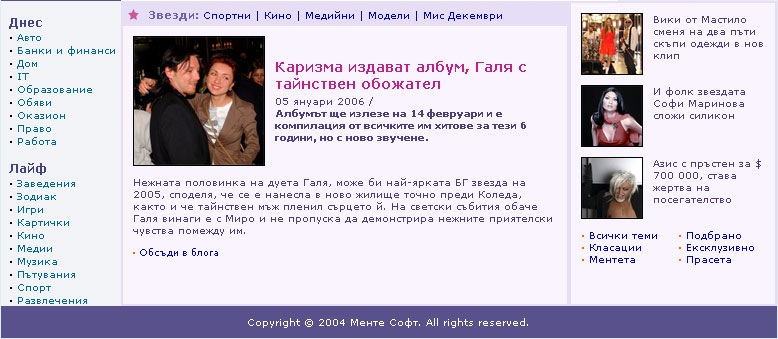 Днес
• Авто
• Банки и финанси
• Дом
• IT
• Образование
• Обяви
• Оказион
• Право
• Работа
Лайф
• Заведения
• Зодиак
• Игри
• Картички
• Кино
• Медии
• Музика
• Пътувания
• Спорт
• Развлечения
Звезди: Спортни | Кино | Медийни | Модели | Мис Декември
Каризма издават албум, Галя с
тайнствен обожател
05 януари 2006 /
Албумът ще излезе на 14 февруари и е
компилация от всичките им хитове за тези 6
години, но с ново звучене.
Нежната половинка на дуета Галя, може би най-ярката БГ звезда на
2005, споделя, че се е нанесла в ново жилище точно преди Коледа,
както и че тайнствен мъж пленил сърцето й. На светски събития обаче
Галя винаги е с Миро и не пропуска да демонстрира нежните приятелски
чувства помежду им.
• Обсъди в блога
Вики от Мастило
сменя на два пъти
скъпи одежди в нов
клип
И фолк звездата
Софи Маринова
сложи силикон
Азис с пръстен за $
700 000, става
жертва на
посегателство
• Всички теми
• Класации
• Ментета
• Подбрано
• Ексклузивно
• Прасета
Copyright © 2004 Менте Софт. All rights reserved.